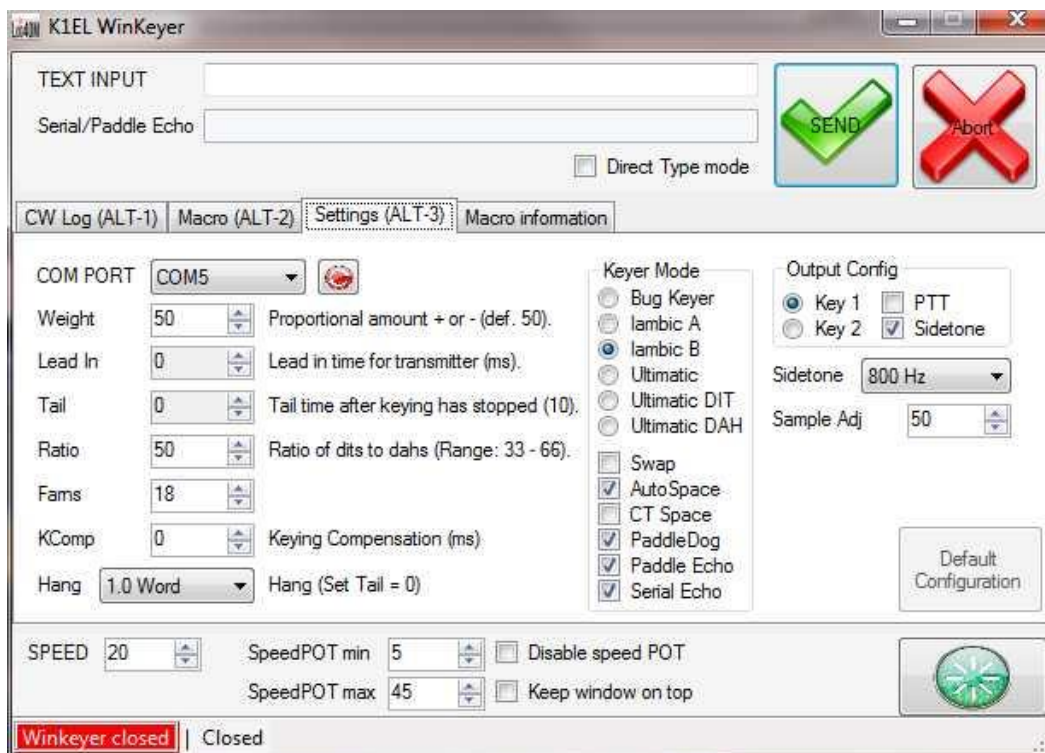 K1EL WinKeyer
TEXT INPUT
SEND
Abort
Serial/Paddle Echo
Direct Type mode
CW Log (ALT-1) Macro (ALT-2) Settings (ALT-3) Macro information
COM PORT COM5
Weight 50 Proportional amount + or - (def. 50).
Lead In 0 Lead in time for transmitter (ms).
Tail 0 Tail time after keying has stopped (10).
Ratio 50 Ratio of dits to dahs (Range: 33 - 66).
Farns 18
KComp 0 Keying Compensation (ms)
Hang 1.0 Word Hang (Set Tail = 0)
Keyer Mode
Bug Keyer
Iambic A
Iambic B
Ultimatic
Ultimatic DIT
Ultimatic DAH
Swap
AutoSpace
CT Space
PaddleDog
Paddle Echo
Serial Echo
Output Config
Key 1 PTT
Key 2 Sidetone
Sidetone 800 Hz
Sample Adj 50
Default
Configuration
SPEED 20 SpeedPOT min 5 Disable speed POT
SpeedPOT max 45 Keep window on top
Winkeyer closed | Closed